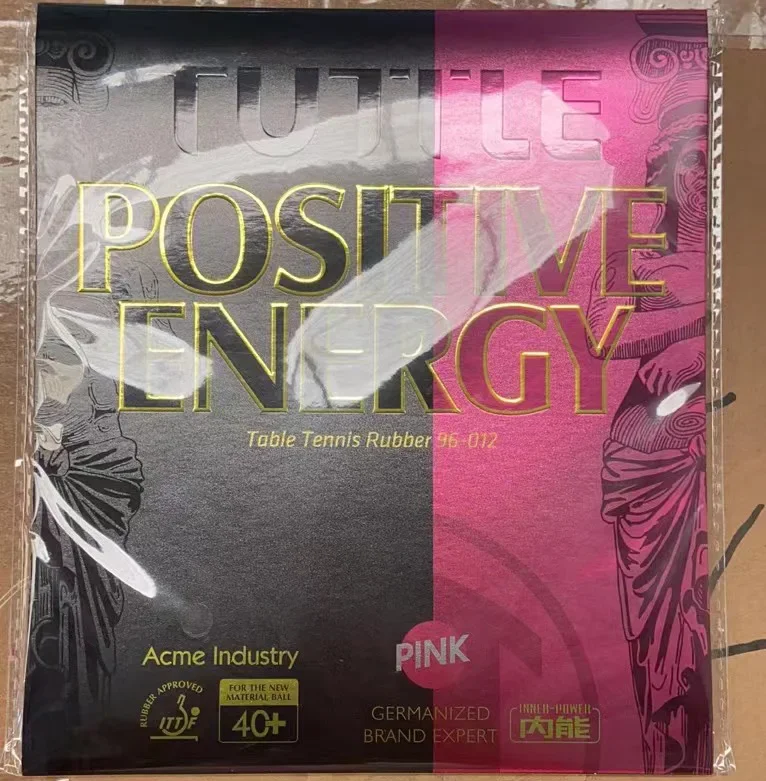 TUTTLE
POSITIVE
ENERGY
Table Tennis Rubber 96-012
Acme Industry
PINK
RUBBER APPROVED
ITTF
FOR THE NEW
MATERIAL BALL
40+
GERMANIZED
BRAND EXPERT
INNER-POWER
内能